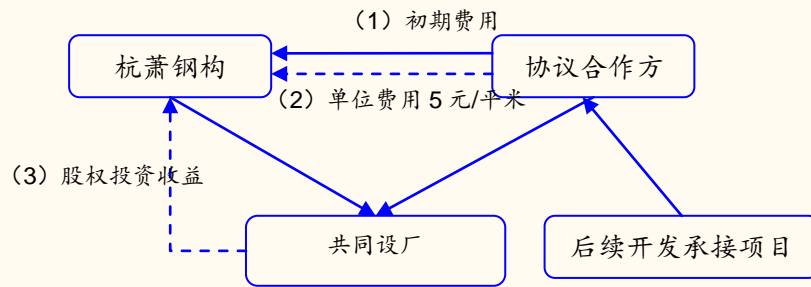 （1）初期费用
杭萧钢构
协议合作方
（2）单位费用 5 元/平米
（3）股权投资收益
共同设厂
后续开发承接项目